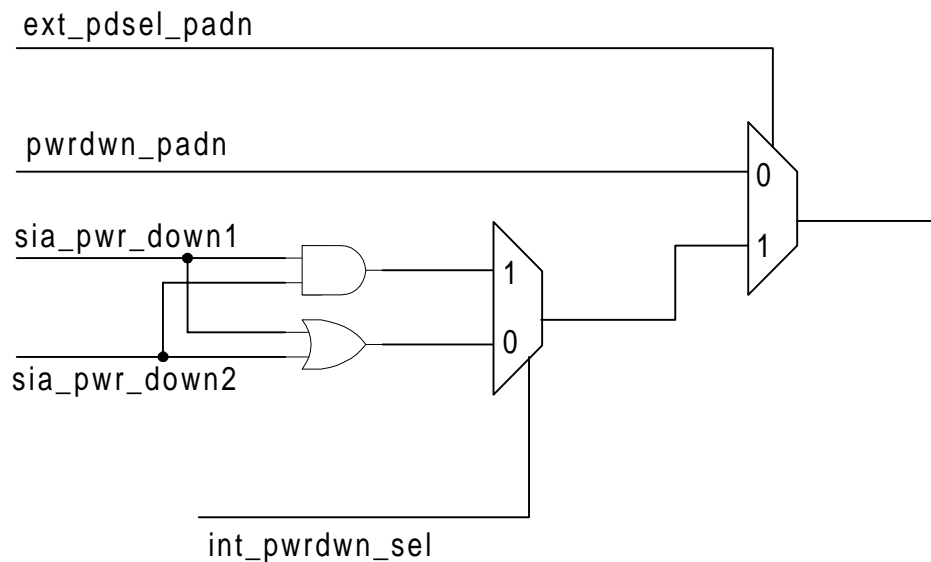 ext_pdsel_padn
pwrdwn_padn
0
sia_pwr_down1
1
1
0
sia_pwr_down2
int_pwrdwn_sel